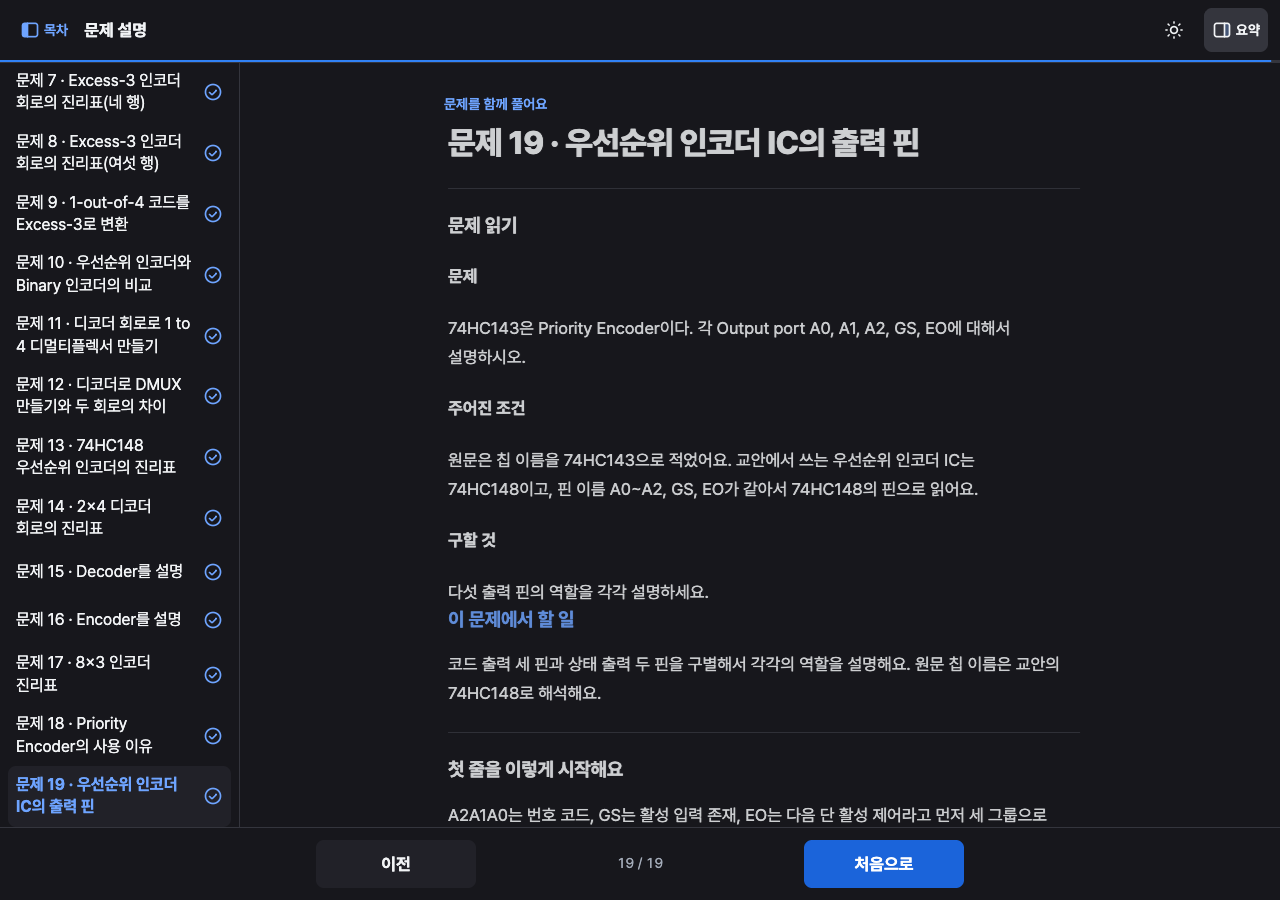 목차
문제 설명
요약
문제 7 · Excess-3 인코더
회로의 진리표(네 행)
문제 8 · Excess-3 인코더
회로의 진리표(여섯 행)
문제 9 · 1-out-of-4 코드를
Excess-3로 변환
문제 10 · 우선순위 인코더와
Binary 인코더의 비교
문제 11 · 디코더 회로로 1 to
4 디멀티플렉서 만들기
문제 12 · 디코더로 DMUX
만들기와 두 회로의 차이
문제 13 · 74HC148
우선순위 인코더의 진리표
문제 14 · 2×4 디코더
회로의 진리표
문제 15 · Decoder를 설명
문제 16 · Encoder를 설명
문제 17 · 8×3 인코더
진리표
문제 18 · Priority
Encoder의 사용 이유
문제 19 · 우선순위 인코더
IC의 출력 핀
문제를 함께 풀어요
문제 19 · 우선순위 인코더 IC의 출력 핀
문제 읽기
문제
74HC143은 Priority Encoder이다. 각 Output port A0, A1, A2, GS, EO에 대해서
설명하시오.
주어진 조건
원문은 칩 이름을 74HC143으로 적었어요. 교안에서 쓰는 우선순위 인코더 IC는
74HC148이고, 핀 이름 A0~A2, GS, EO가 같아서 74HC148의 핀으로 읽어요.
구할 것
다섯 출력 핀의 역할을 각각 설명하세요.
이 문제에서 할 일
코드 출력 세 핀과 상태 출력 두 핀을 구별해서 각각의 역할을 설명해요. 원문 칩 이름은 교안의
74HC148로 해석해요.
첫 줄을 이렇게 시작해요
A2A1A0는 번호 코드, GS는 활성 입력 존재, EO는 다음 단 활성 제어라고 먼저 세 그룹으로
이전
19 / 19
처음으로